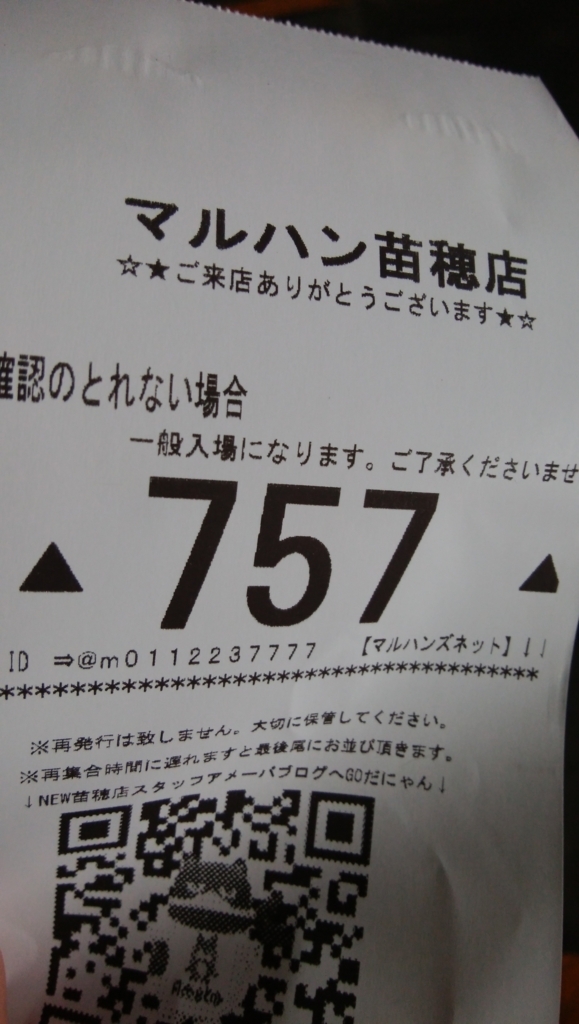 マルハン苗穂店
☆★ご来店ありがとうございます★☆
確認のとれない場合
一般入場になります。ご了承くださいませ
▲ 757 ▲
ID ⇒@m0112237777 【マルハンズネット】↓↓
************************************
※再発行は致しません。大切に保管してください。
※再集合時間に遅れますと最後尾にお並び頂きます。
↓NEW苗穂店スタッフアメーバブログへGOだにゃん↓
Ameba